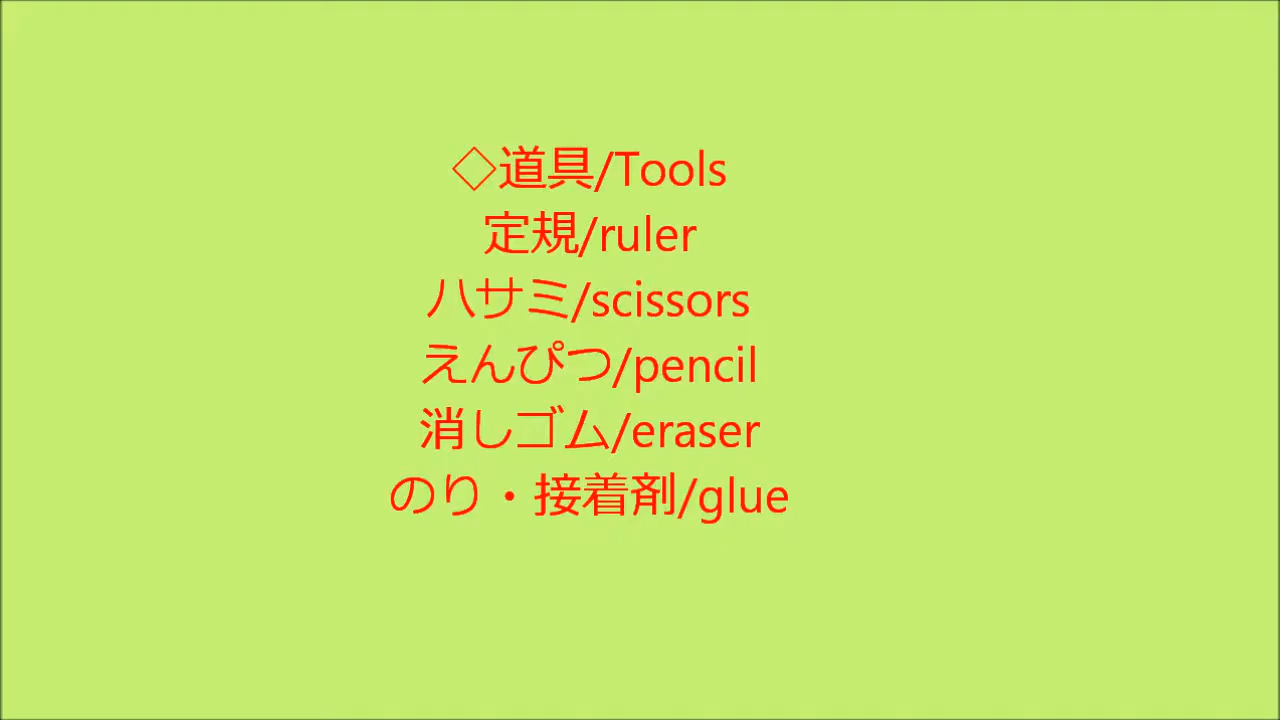 ◇道具/Tools
定規/ruler
ハサミ/scissors
えんぴつ/pencil
消しゴム/eraser
のり・接着剤/glue